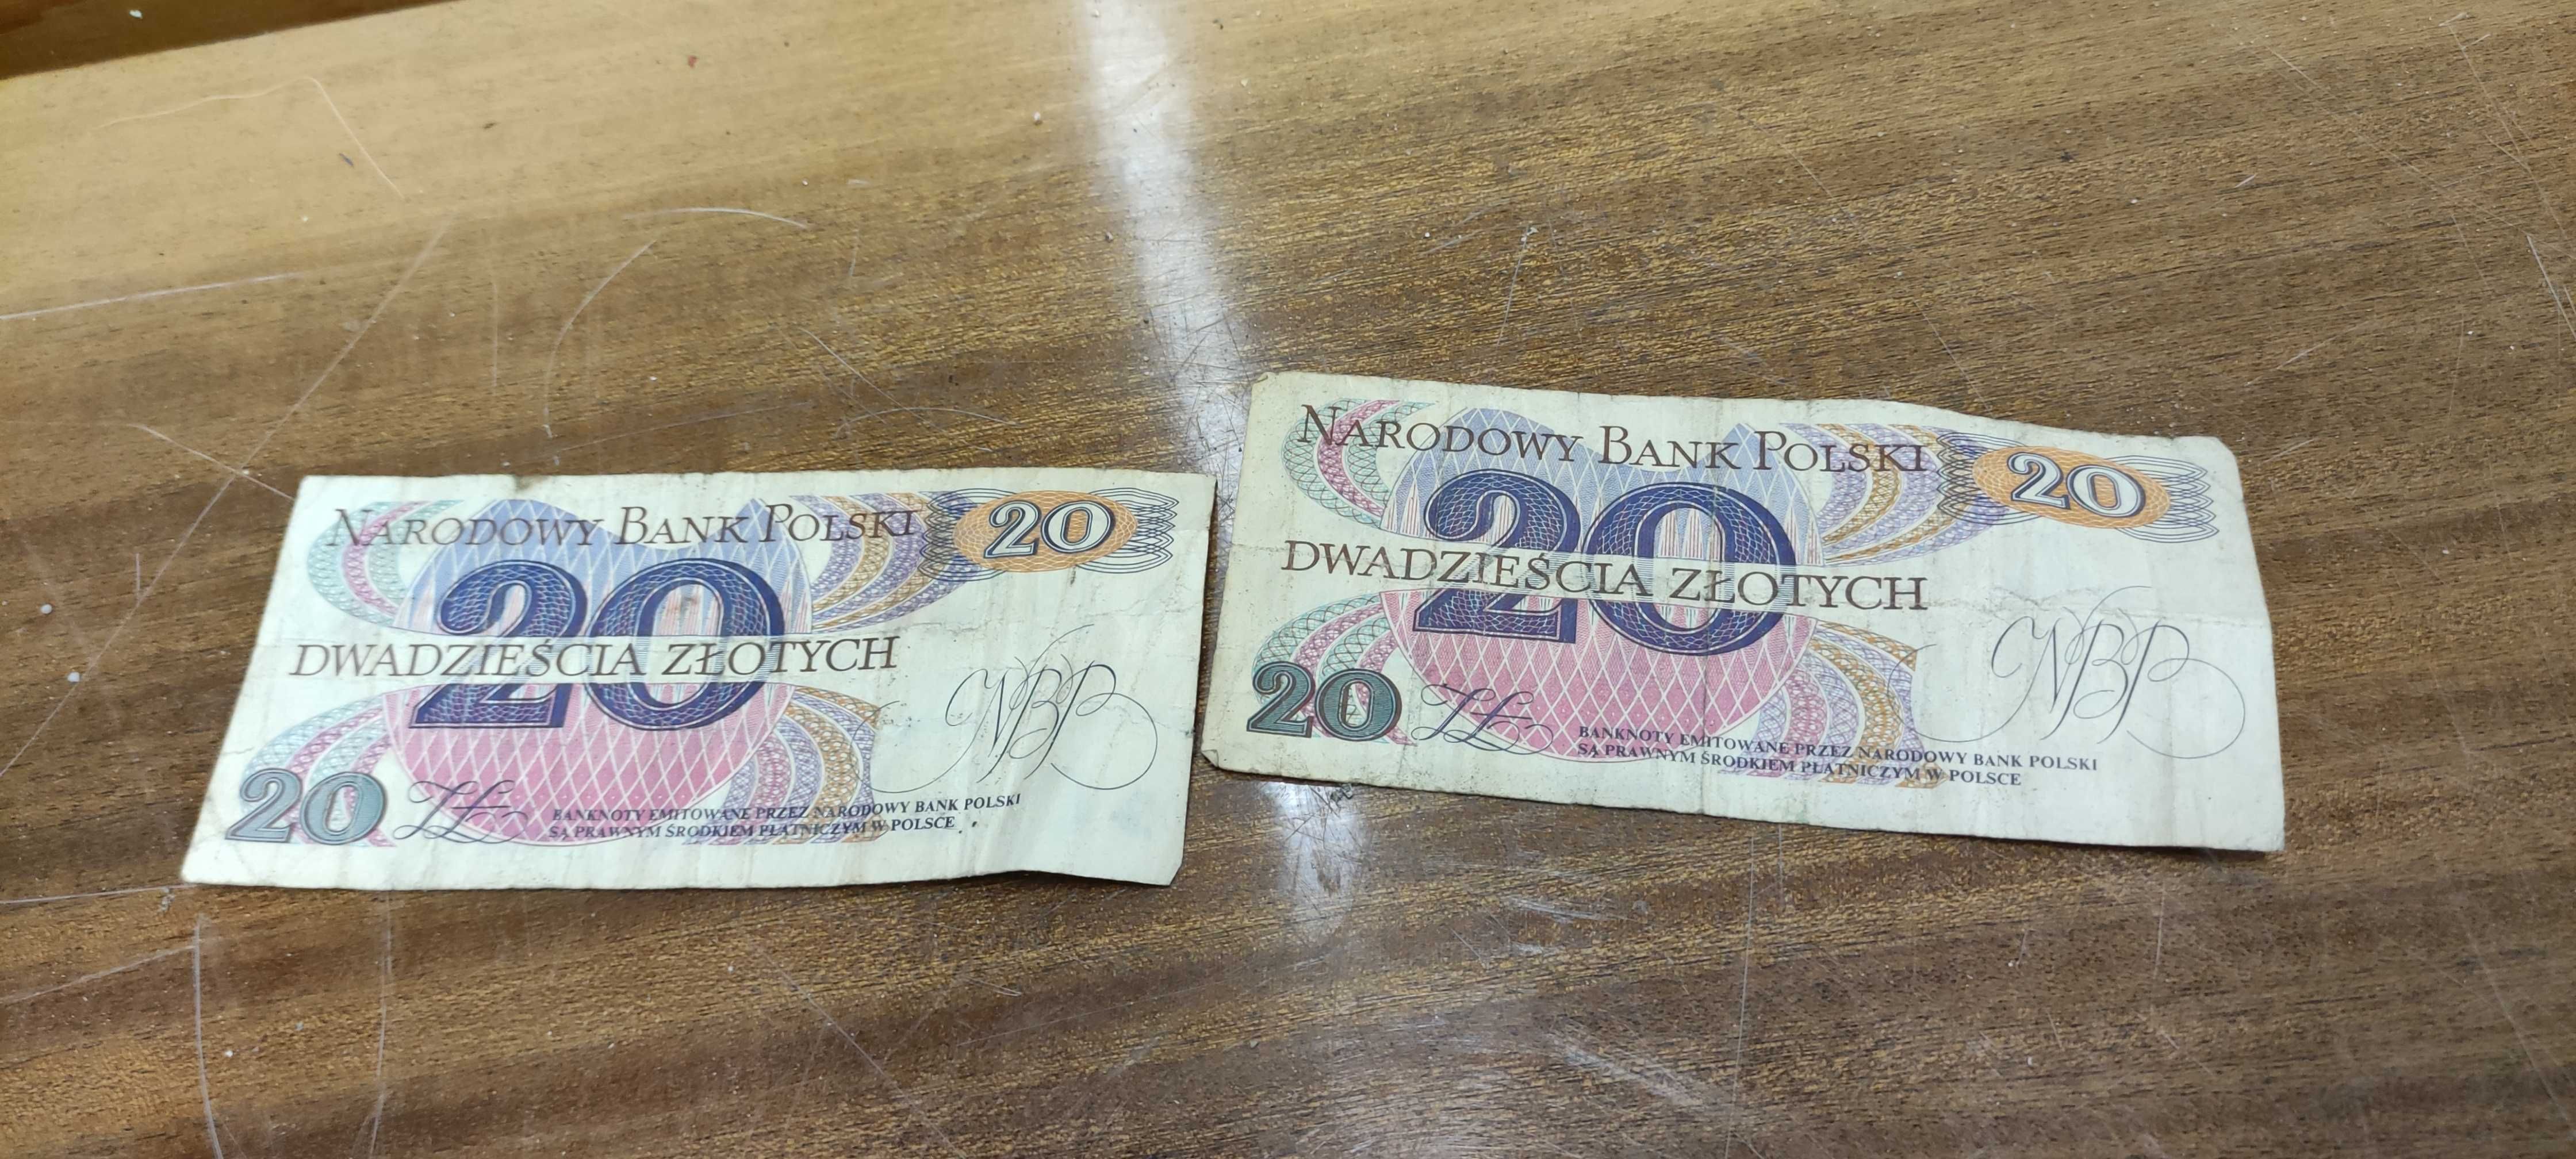 NARODOWY BANK POLSKI
20
20
DWADZIEŚCIA ZŁOTYCH
NBP
20
BANKNOTY EMITOWANE PRZEZ NARODOWY BANK POLSKI
SĄ PRAWNYM ŚRODKIEM PŁATNICZYM W POLSCE
NARODOWY BANK POLSKI
20
20
DWADZIEŚCIA ZŁOTYCH
NBP
20
BANKNOTY EMITOWANE PRZEZ NARODOWY BANK POLSKI
SĄ PRAWNYM ŚRODKIEM PŁATNICZYM W POLSCE